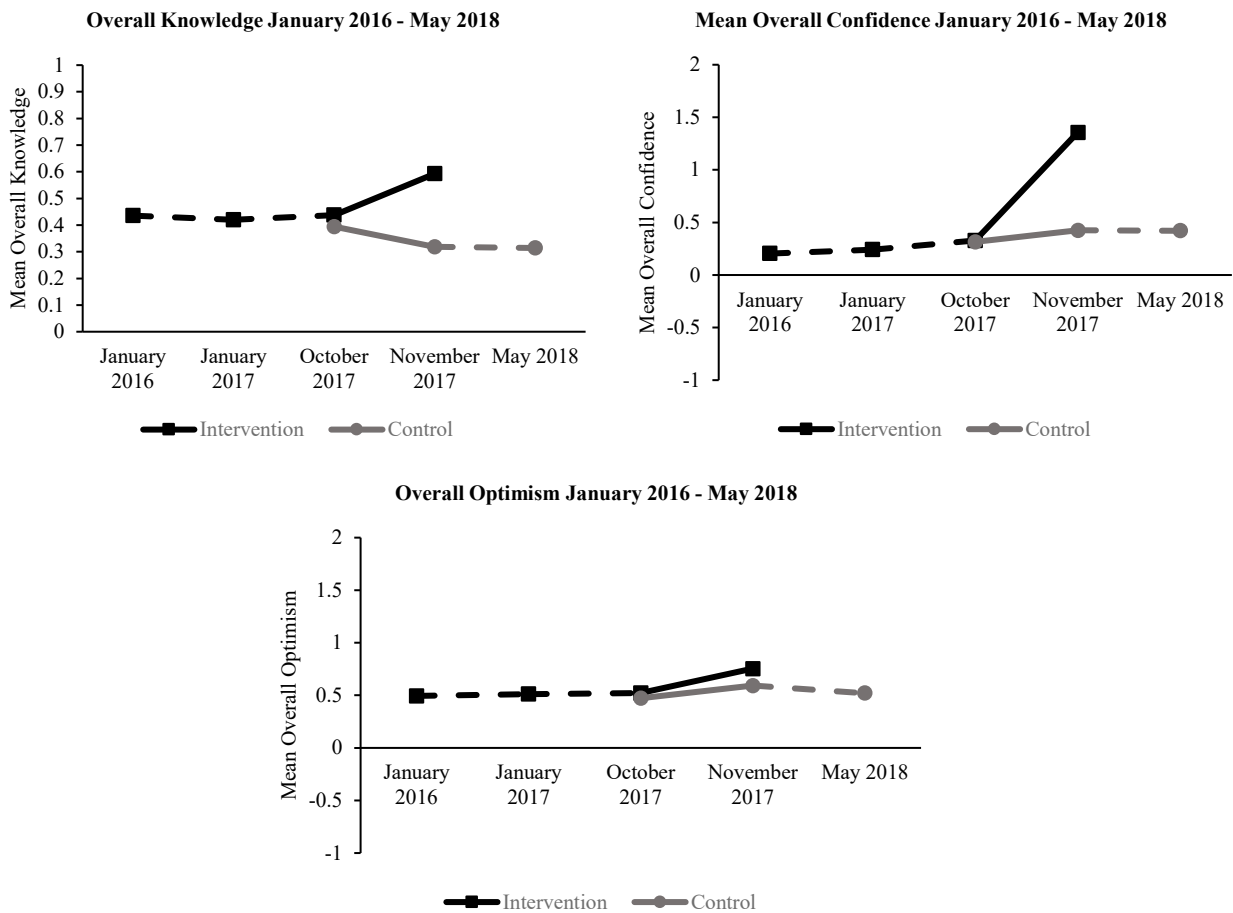 Overall Knowledge January 2016 - May 2018
Mean Overall Knowledge
1
0.9
0.8
0.7
0.6
0.5
0.4
0.3
0.2
0.1
0
January 2016
January 2017
October 2017
November 2017
May 2018
Intervention
Control
Mean Overall Confidence January 2016 - May 2018
Mean Overall Confidence
2
1.5
1
0.5
0
-0.5
-1
January 2016
January 2017
October 2017
November 2017
May 2018
Intervention
Control
Overall Optimism January 2016 - May 2018
Mean Overall Optimism
2
1.5
1
0.5
0
-0.5
-1
January 2016
January 2017
October 2017
November 2017
May 2018
Intervention
Control